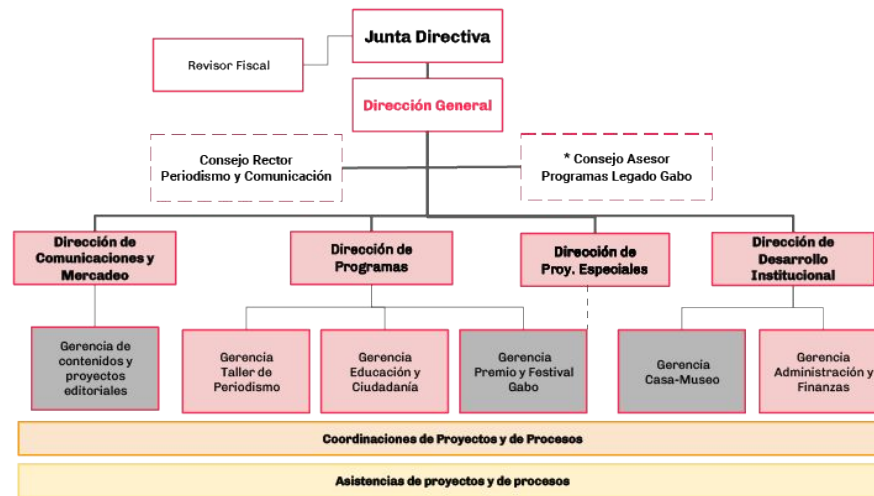 Junta Directiva
Revisor Fiscal
Dirección General
Consejo Rector
Periodismo y Comunicación
* Consejo Asesor
Programas Legado Gabo
Dirección de
Comunicaciones y
Mercadeo
Dirección de
Programas
Dirección de
Proy. Especiales
Dirección de
Desarrollo
Institucional
Gerencia de
contenidos y
proyectos
editoriales
Gerencia
Taller de
Periodismo
Gerencia
Educación y
Ciudadanía
Gerencia
Premio y Festival
Gabo
Gerencia
Casa-Museo
Gerencia
Administración y
Finanzas
Coordinaciones de Proyectos y de Procesos
Asistencias de proyectos y de procesos